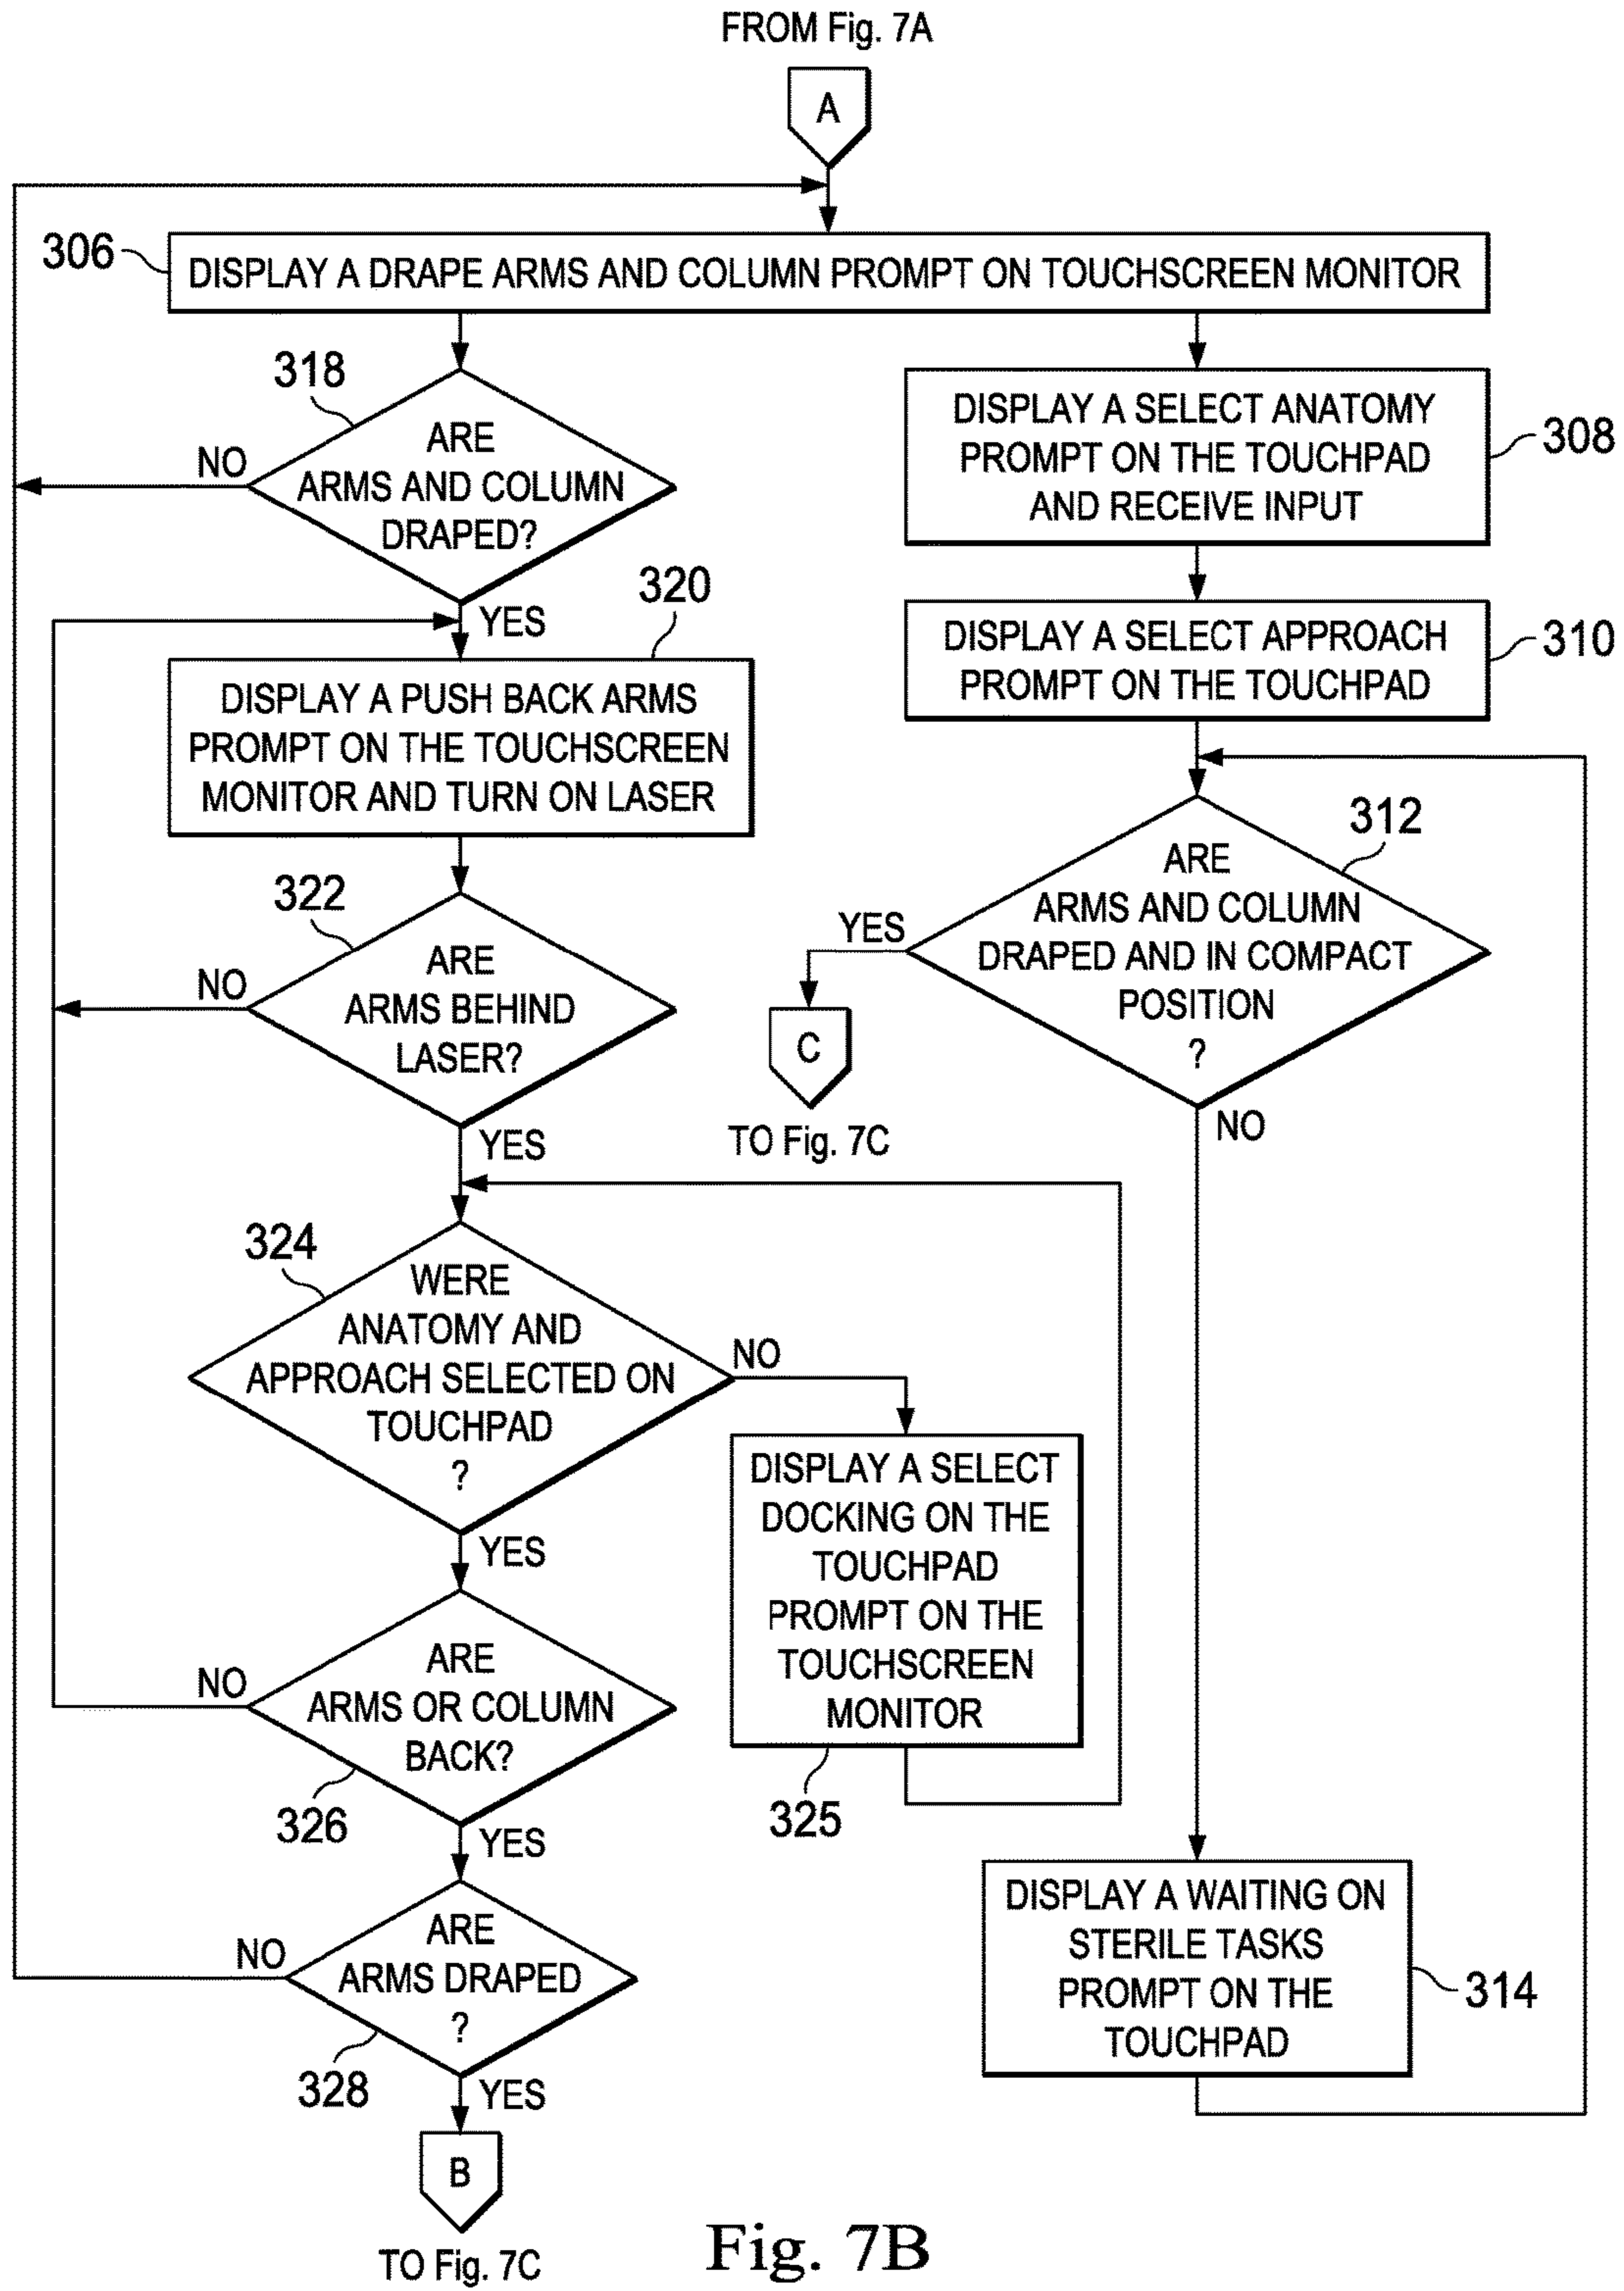 FROM Fig. 7A
A
306
DISPLAY A DRAPE ARMS AND COLUMN PROMPT ON TOUCHSCREEN MONITOR
318
ARE
ARMS AND COLUMN
DRAPED?
NO
YES
320
DISPLAY A PUSH BACK ARMS
PROMPT ON THE TOUCHSCREEN
MONITOR AND TURN ON LASER
322
ARE
ARMS BEHIND
LASER?
NO
YES
324
WERE
ANATOMY AND
APPROACH SELECTED ON
TOUCHPAD
?
NO
YES
DISPLAY A SELECT
DOCKING ON THE
TOUCHPAD
PROMPT ON THE
TOUCHSCREEN
MONITOR
325
ARE
ARMS OR COLUMN
BACK?
NO
326
YES
ARE
ARMS DRAPED
?
NO
328
YES
B
TO Fig. 7C
DISPLAY A SELECT ANATOMY
PROMPT ON THE TOUCHPAD
AND RECEIVE INPUT
308
DISPLAY A SELECT APPROACH
PROMPT ON THE TOUCHPAD
310
312
ARE
ARMS AND COLUMN
DRAPED AND IN COMPACT
POSITION
?
YES
C
TO Fig. 7C
NO
DISPLAY A WAITING ON
STERILE TASKS
PROMPT ON THE
TOUCHPAD
314
Fig. 7B